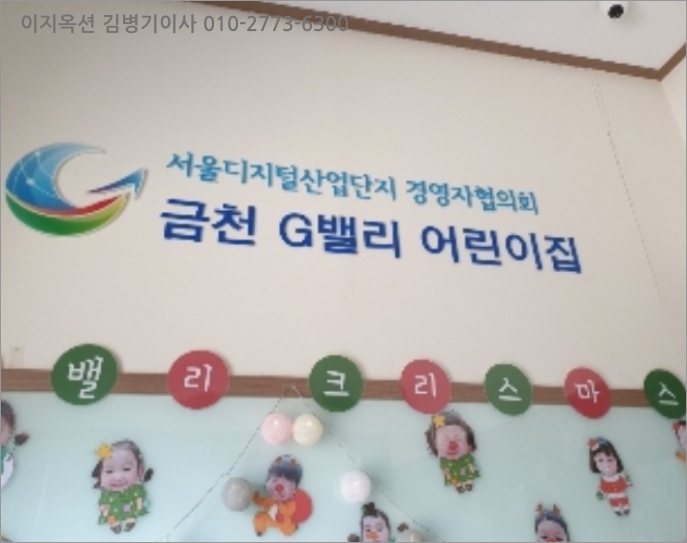 이지옥션 김병기이사 010-2773-6300
서울디지털산업단지 경영자협의회
금천 G밸리 어린이집
밸 리 크 리 스 마 스